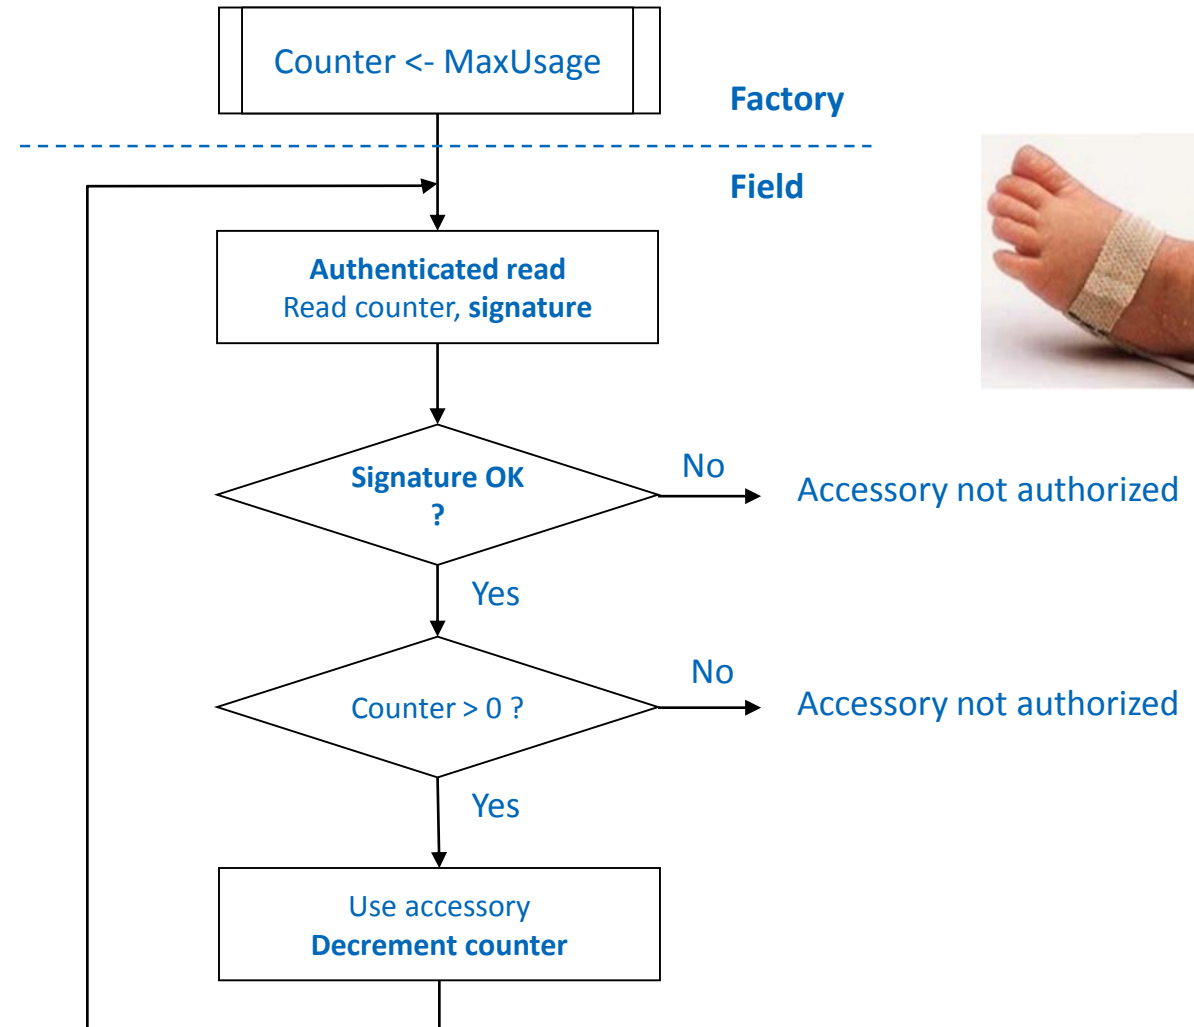 Counter <- MaxUsage
Factory
Field
Authenticated read
Read counter, signature
Signature OK
?
No
Accessory not authorized
Yes
Counter > 0 ?
No
Accessory not authorized
Yes
Use accessory
Decrement counter